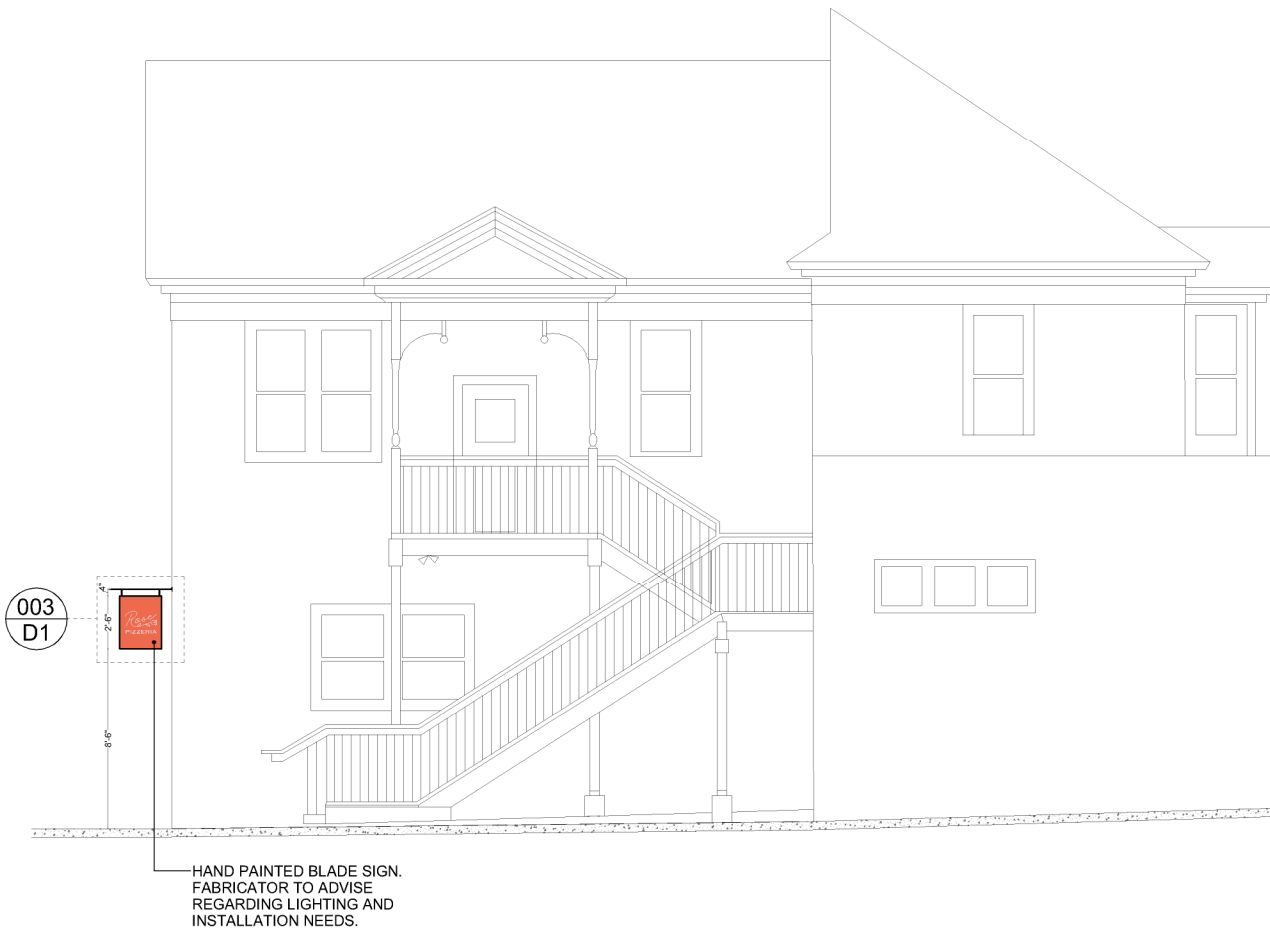 003
D1
4"
2'-6"
8'-6"
Rose
PIZZERIA
HAND PAINTED BLADE SIGN.
FABRICATOR TO ADVISE
REGARDING LIGHTING AND
INSTALLATION NEEDS.